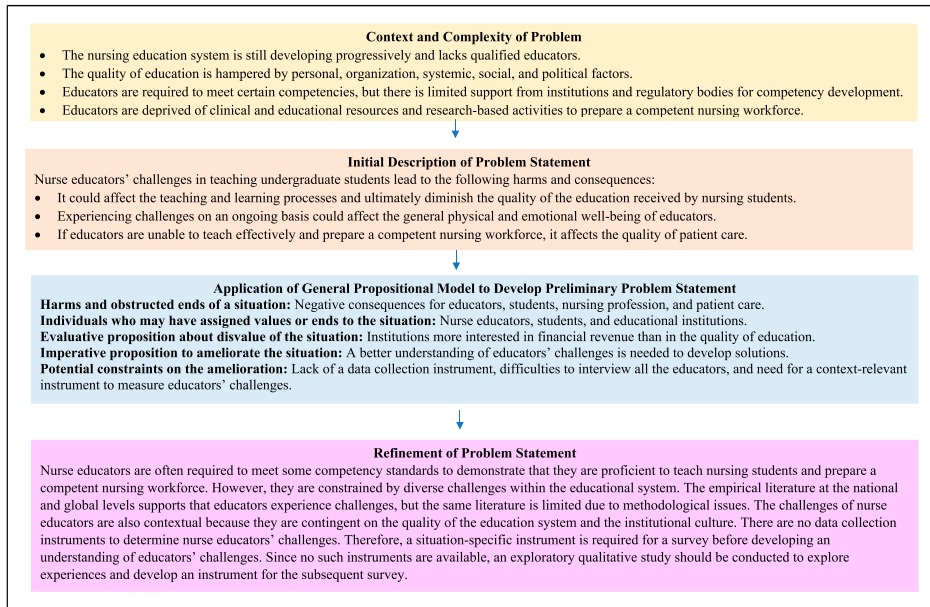 Context and Complexity of Problem
• The nursing education system is still developing progressively and lacks qualified educators.
• The quality of education is hampered by personal, organization, systemic, social, and political factors.
• Educators are required to meet certain competencies, but there is limited support from institutions and regulatory bodies for competency development.
• Educators are deprived of clinical and educational resources and research-based activities to prepare a competent nursing workforce.
Initial Description of Problem Statement
Nurse educators’ challenges in teaching undergraduate students lead to the following harms and consequences:
• It could affect the teaching and learning processes and ultimately diminish the quality of the education received by nursing students.
• Experiencing challenges on an ongoing basis could affect the general physical and emotional well-being of educators.
• If educators are unable to teach effectively and prepare a competent nursing workforce, it affects the quality of patient care.
Application of General Propositional Model to Develop Preliminary Problem Statement
Harms and obstructed ends of a situation: Negative consequences for educators, students, nursing profession, and patient care.
Individuals who may have assigned values or ends to the situation: Nurse educators, students, and educational institutions.
Evaluative proposition about disvalue of the situation: Institutions more interested in financial revenue than in the quality of education.
Imperative proposition to ameliorate the situation: A better understanding of educators’ challenges is needed to develop solutions.
Potential constraints on the amelioration: Lack of a data collection instrument, difficulties to interview all the educators, and need for a context-relevant
instrument to measure educators’ challenges.
Refinement of Problem Statement
Nurse educators are often required to meet some competency standards to demonstrate that they are proficient to teach nursing students and prepare a
competent nursing workforce. However, they are constrained by diverse challenges within the educational system. The empirical literature at the national
and global levels supports that educators experience challenges, but the same literature is limited due to methodological issues. The challenges of nurse
educators are also contextual because they are contingent on the quality of the education system and the institutional culture. There are no data collection
instruments to determine nurse educators’ challenges. Therefore, a situation-specific instrument is required for a survey before developing an
understanding of educators’ challenges. Since no such instruments are available, an exploratory qualitative study should be conducted to explore
experiences and develop an instrument for the subsequent survey.